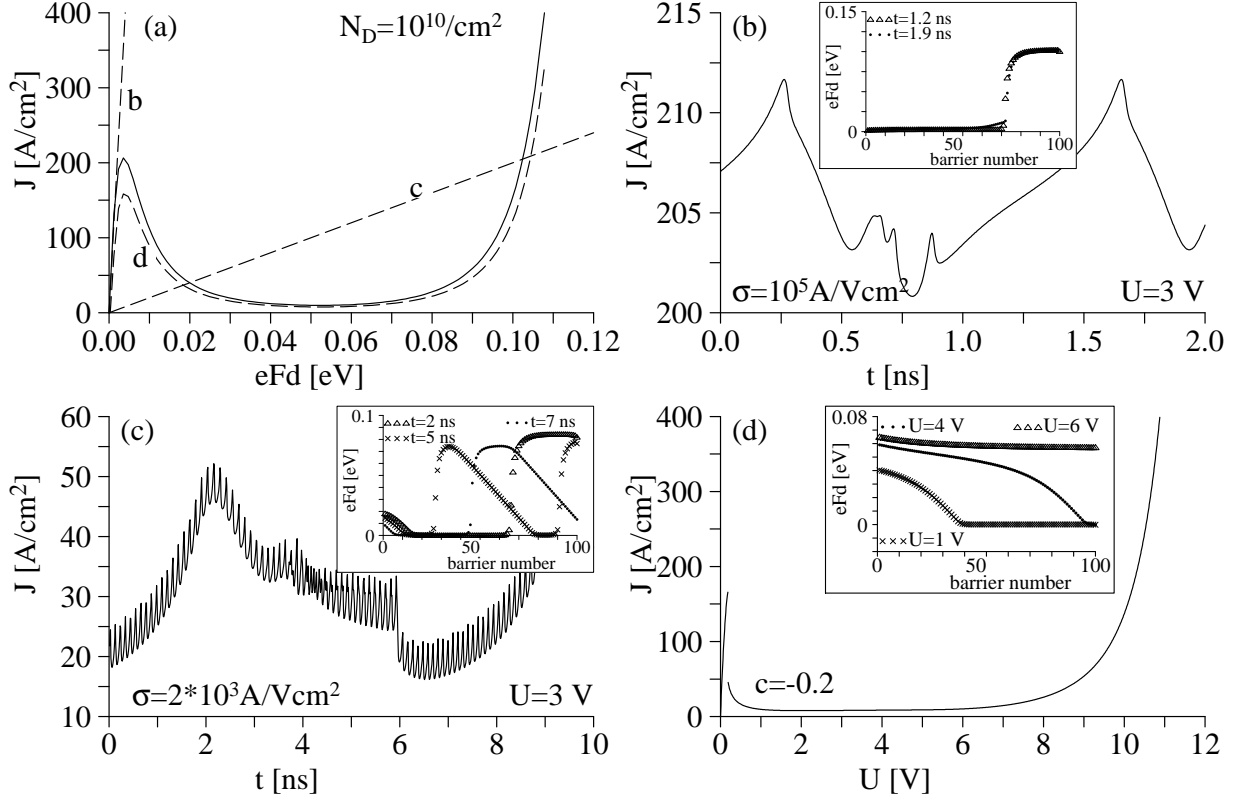 (a)
N_D=10^10/cm^2
b
c
d
J [A/cm^2]
400
300
200
100
0
0.00 0.02 0.04 0.06 0.08 0.10 0.12
eFd [eV]
(b)
J [A/cm^2]
215
210
205
200
σ=10^5A/Vcm^2
U=3 V
0.0 0.5 1.0 1.5 2.0
t [ns]
t=1.2 ns
t=1.9 ns
eFd [eV]
0.15
0
0 50 100
barrier number
(c)
J [A/cm^2]
60
50
40
30
20
10
σ=2*10^3A/Vcm^2
U=3 V
0 2 4 6 8 10
t [ns]
t=2 ns
t=7 ns
t=5 ns
eFd [eV]
0.1
0
0 50 100
barrier number
(d)
J [A/cm^2]
400
300
200
100
0
c=-0.2
0 2 4 6 8 10 12
U [V]
U=4 V
U=6 V
U=1 V
eFd [eV]
0.08
0
0 50 100
barrier number